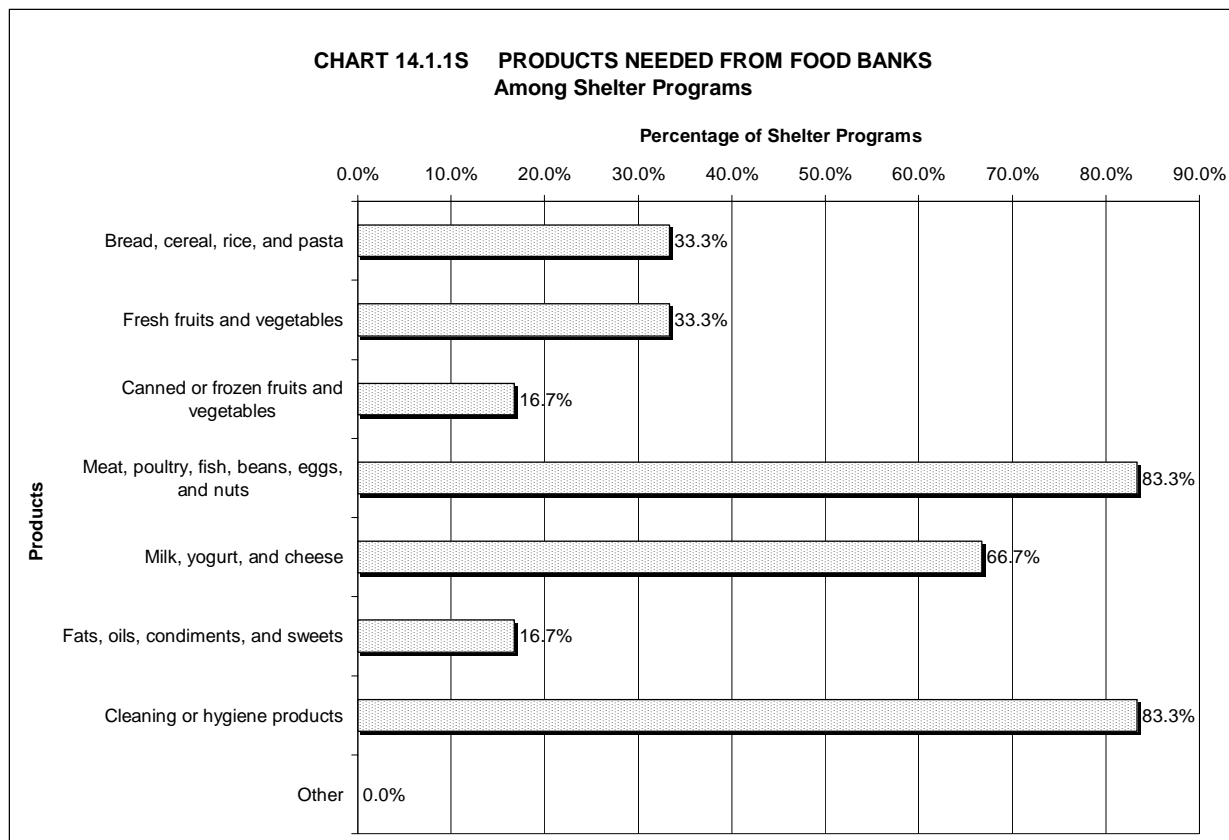 CHART 14.1.1S PRODUCTS NEEDED FROM FOOD BANKS
Among Shelter Programs
Percentage of Shelter Programs
0.0% 10.0% 20.0% 30.0% 40.0% 50.0% 60.0% 70.0% 80.0% 90.0%
Products
Bread, cereal, rice, and pasta 33.3%
Fresh fruits and vegetables 33.3%
Canned or frozen fruits and
vegetables 16.7%
Meat, poultry, fish, beans, eggs,
and nuts 83.3%
Milk, yogurt, and cheese 66.7%
Fats, oils, condiments, and sweets 16.7%
Cleaning or hygiene products 83.3%
Other 0.0%